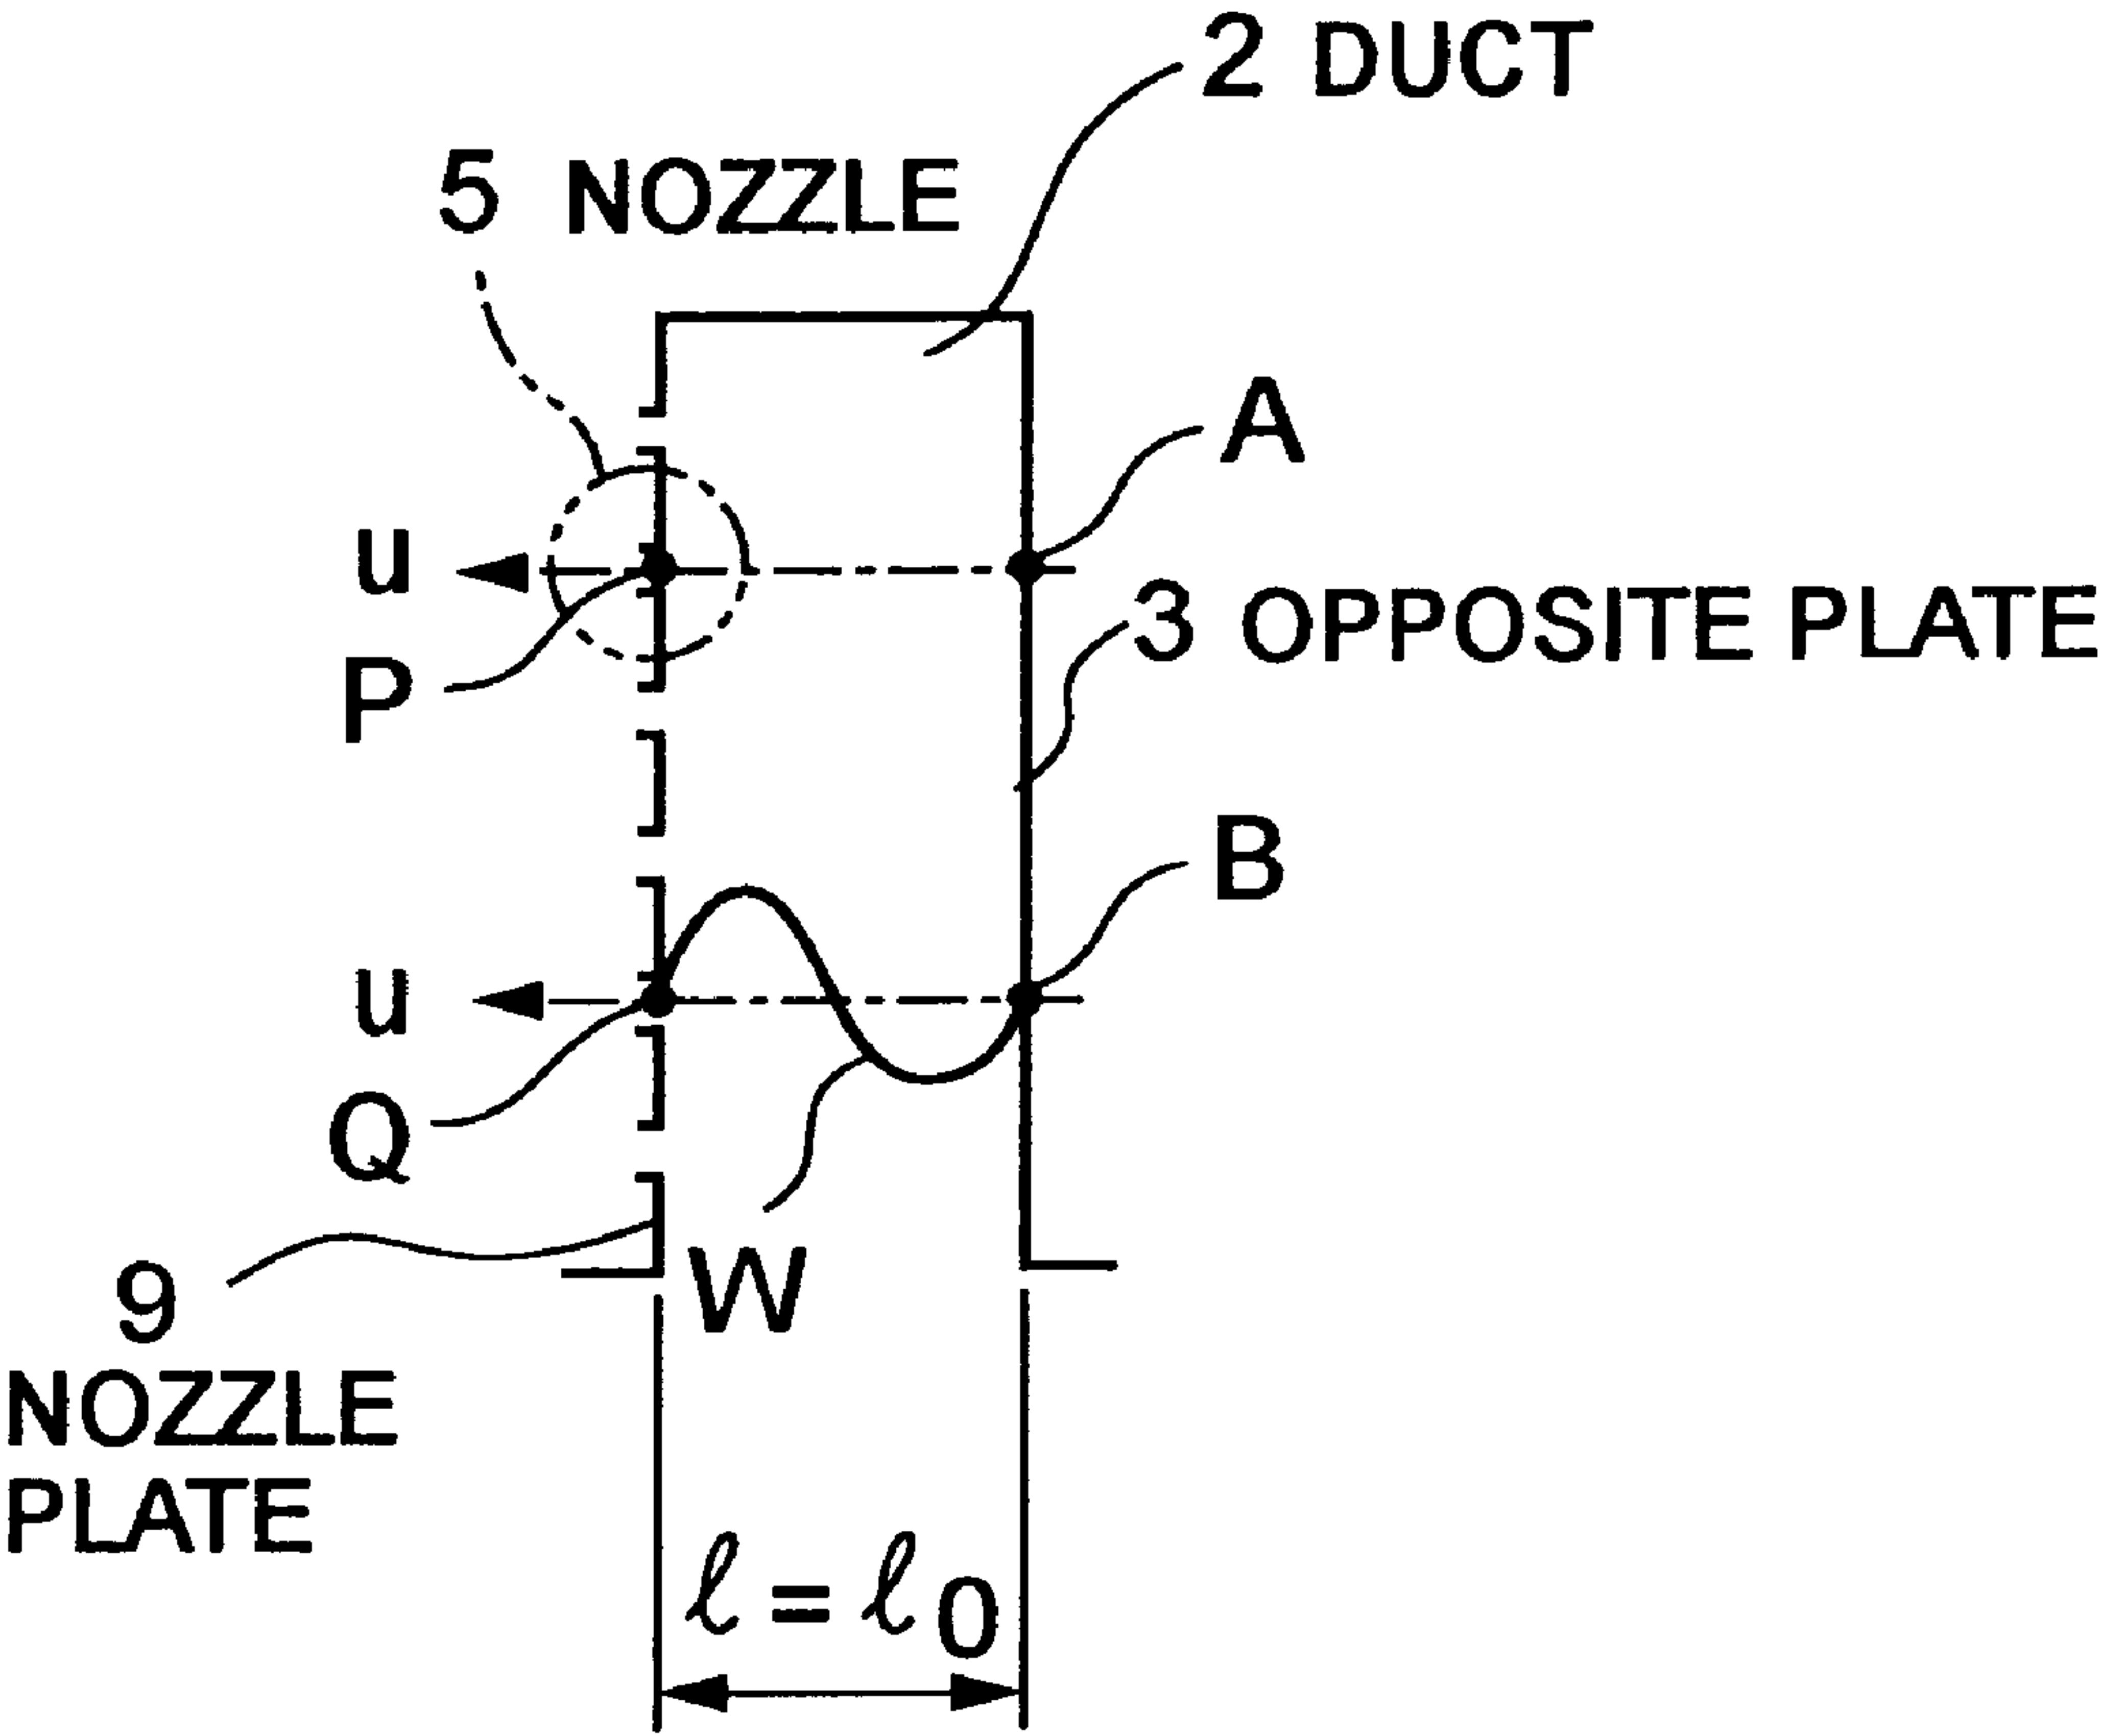 2 DUCT
5 NOZZLE
A
u
3 OPPOSITE PLATE
P
B
u
Q
W
9
NOZZLE
PLATE
ℓ = ℓ0